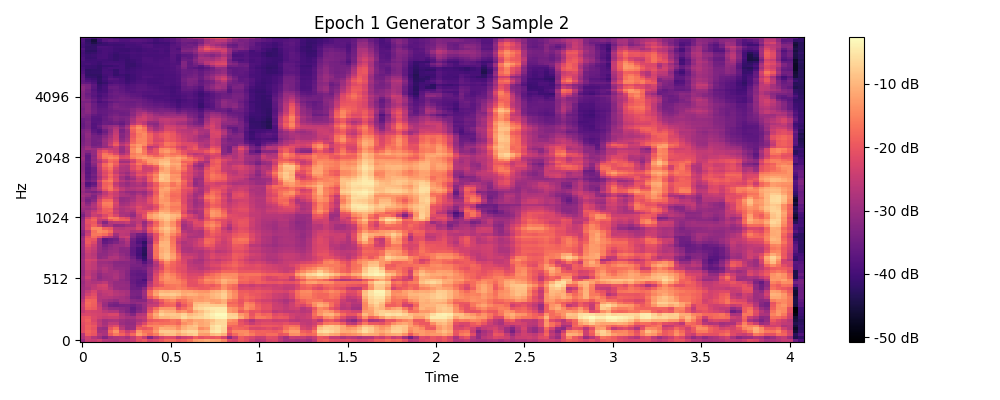 Epoch 1 Generator 3 Sample 2
Hz
4096
2048
1024
512
0
0 0.5 1 1.5 2 2.5 3 3.5 4
Time
-10 dB
-20 dB
-30 dB
-40 dB
-50 dB